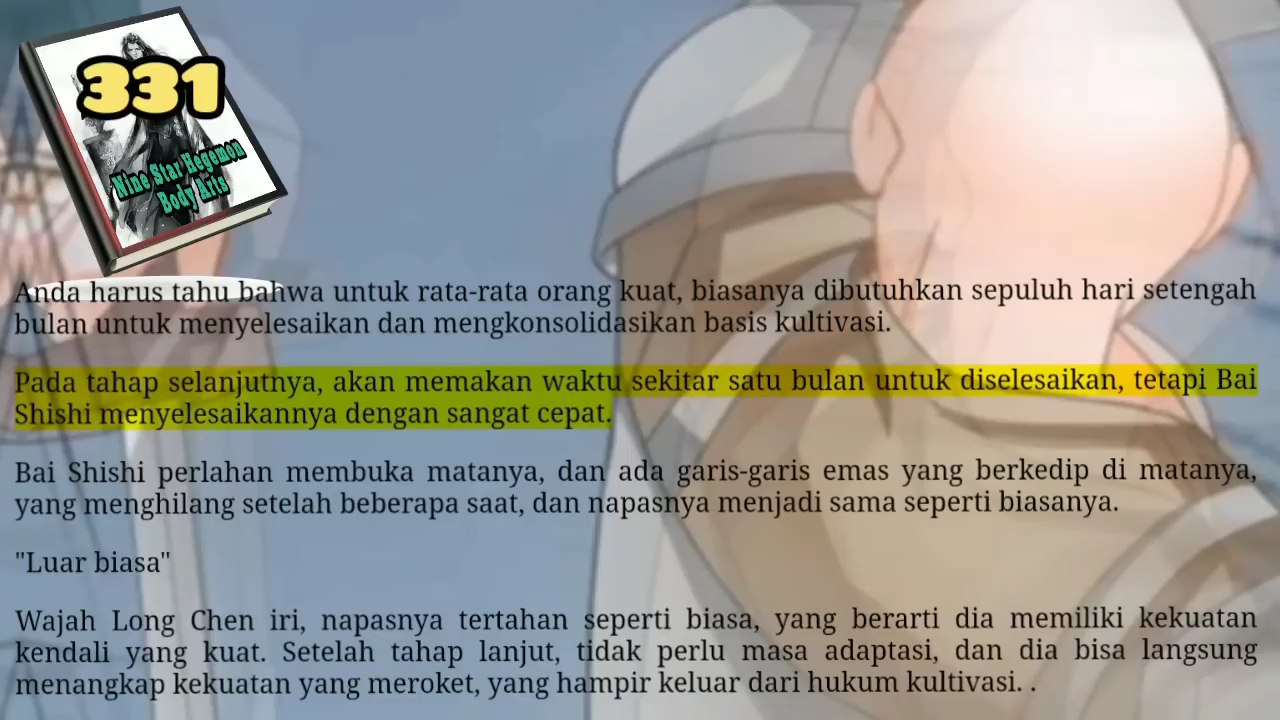 331
Nine Star Hegemon
Body Arts
Anda harus tahu bahwa untuk rata-rata orang kuat, biasanya dibutuhkan sepuluh hari setengah
bulan untuk menyelesaikan dan mengkonsolidasikan basis kultivasi.
Pada tahap selanjutnya, akan memakan waktu sekitar satu bulan untuk diselesaikan, tetapi Bai
Shishi menyelesaikannya dengan sangat cepat.
Bai Shishi perlahan membuka matanya, dan ada garis-garis emas yang berkedip di matanya,
yang menghilang setelah beberapa saat, dan napasnya menjadi sama seperti biasanya.
"Luar biasa"
Wajah Long Chen iri, napasnya tertahan seperti biasa, yang berarti dia memiliki kekuatan
kendali yang kuat. Setelah tahap lanjut, tidak perlu masa adaptasi, dan dia bisa langsung
menangkap kekuatan yang meroket, yang hampir keluar dari hukum kultivasi. .